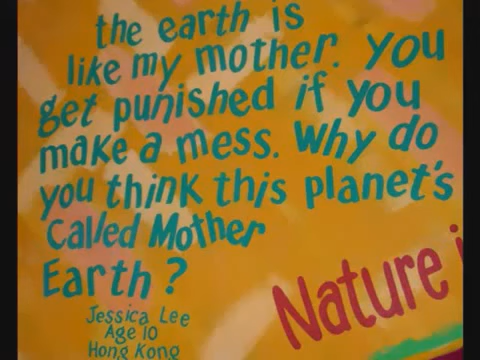 the earth is
like my mother. You
get punished if you
make a mess. Why do
you think this planet's
called Mother
Earth?
Jessica Lee
Age 10
Hong Kong
Nature i